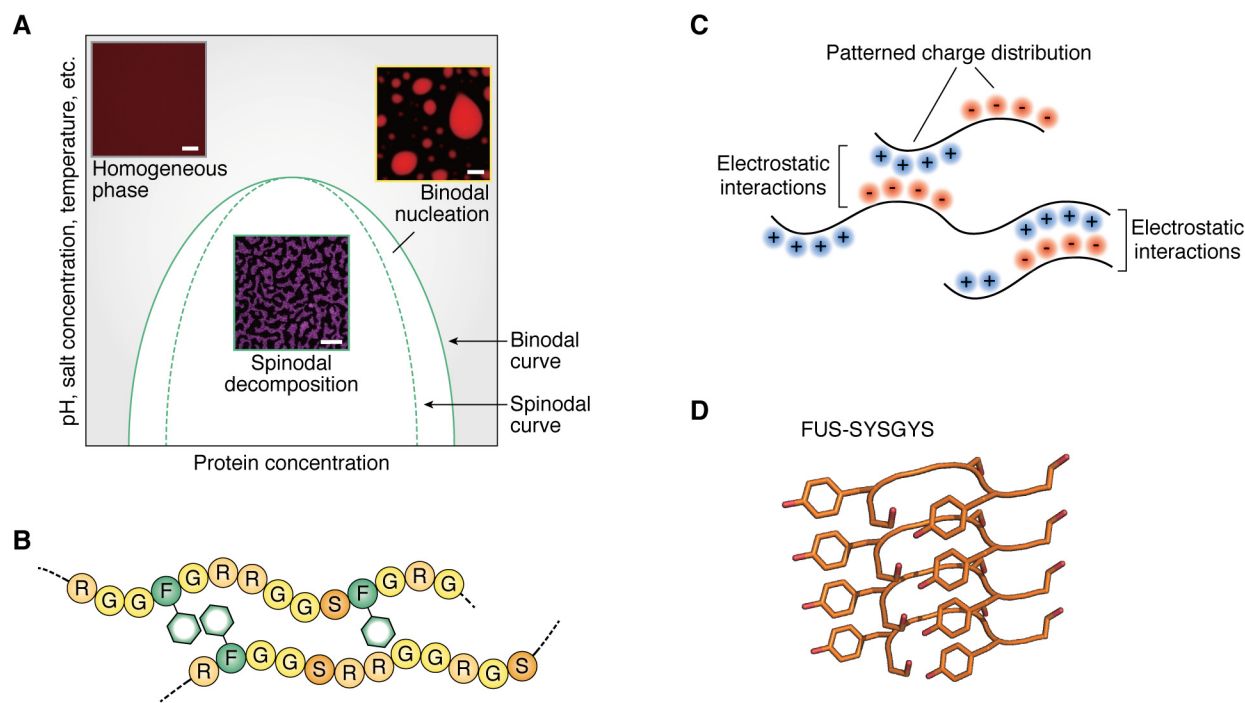 A
pH, salt concentration, temperature, etc.
Homogeneous
phase
Binodal
nucleation
Spinodal
decomposition
Binodal
curve
Spinodal
curve
Protein concentration
B
R G G F G R R G G S F G R G
R F G G S R R G G R G S
C
Patterned charge distribution
- - - -
+ + + +
Electrostatic
interactions
- - - -
+ + + +
+ + + +
Electrostatic
interactions
- - - -
+ +
D
FUS-SYSGYS